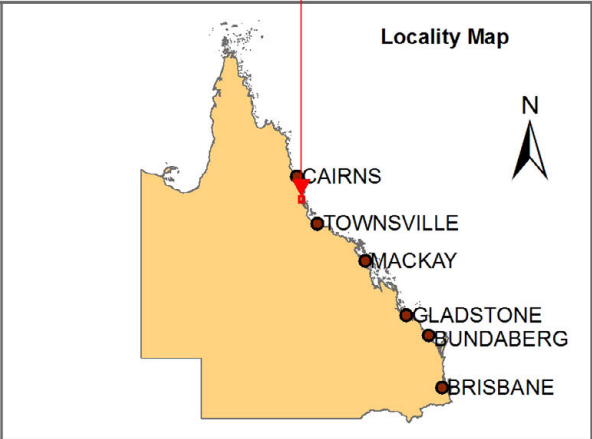 Locality Map
N
CAIRNS
TOWNSVILLE
MACKAY
GLADSTONE
BUNDABERG
BRISBANE